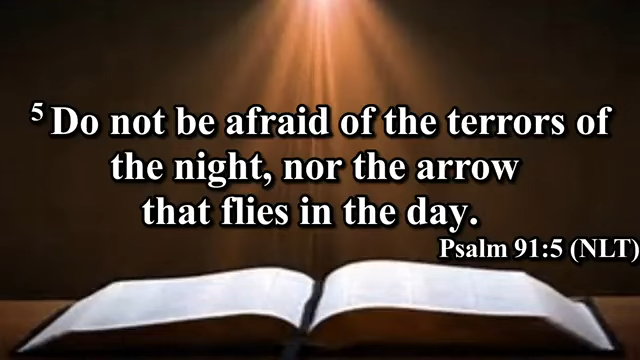 5 Do not be afraid of the terrors of
the night, nor the arrow
that flies in the day.
Psalm 91:5 (NLT)